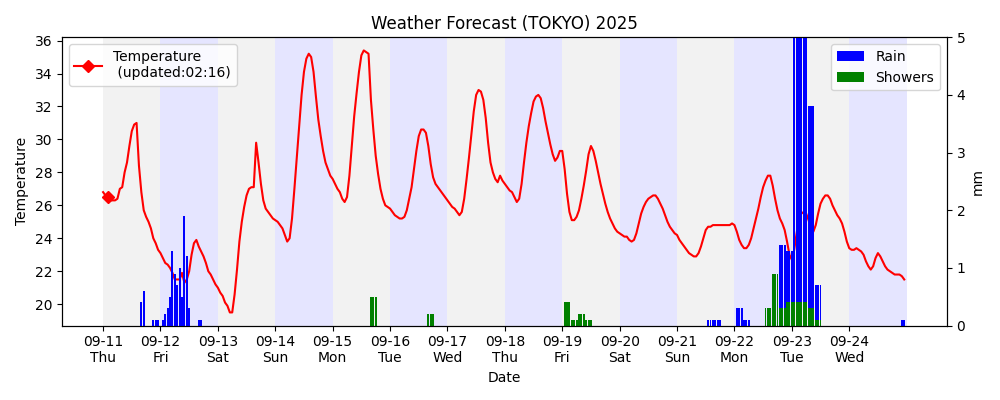 Weather Forecast (TOKYO) 2025
Temperature
(updated:02:16)
Rain
Showers
Temperature
36
34
32
30
28
26
24
22
20
5
4
3
2
1
0
mm
09-11 09-12 09-13 09-14 09-15 09-16 09-17 09-18 09-19 09-20 09-21 09-22 09-23 09-24
Thu Fri Sat Sun Mon Tue Wed Thu Fri Sat Sun Mon Tue Wed
Date